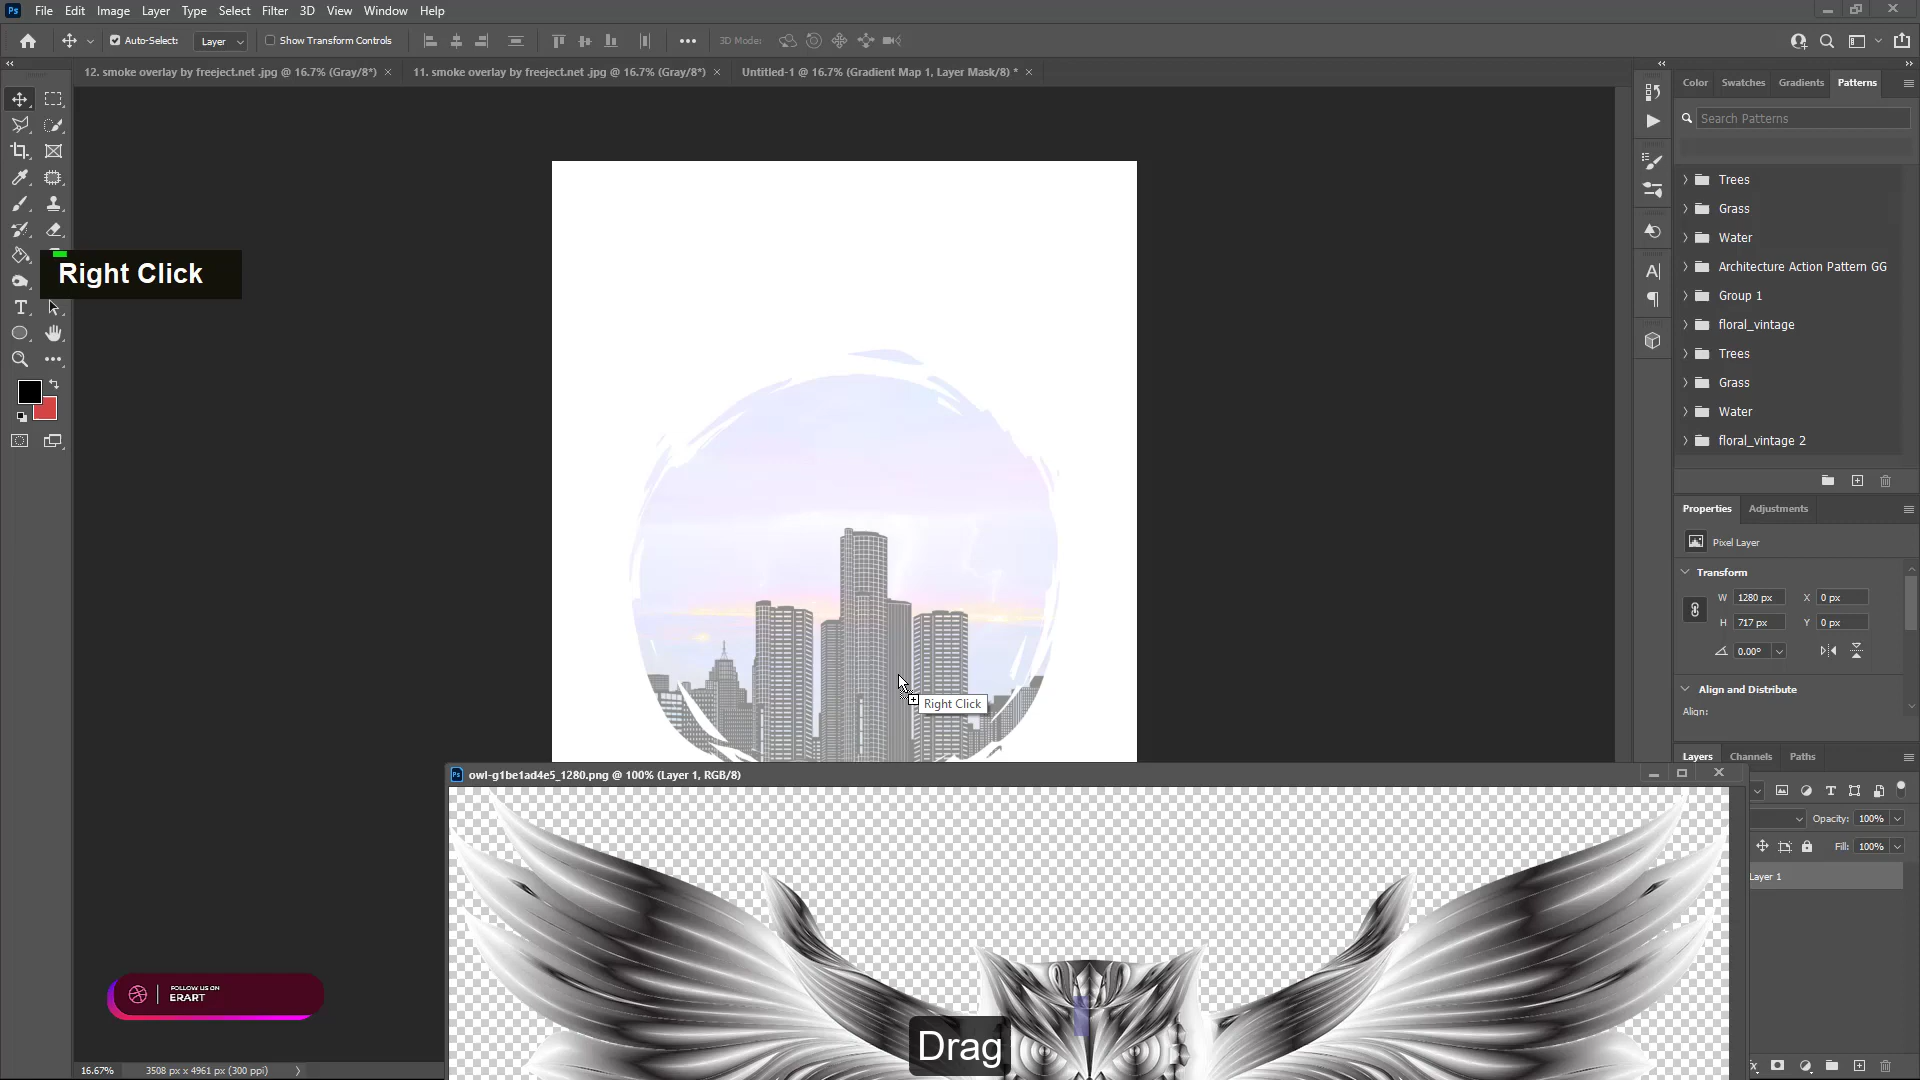 Ps File Edit Image Layer Type Select Filter 3D View Window Help
Auto-Select: Layer Show Transform Controls 3D Mode:
12. smoke overlay by freeject.net .jpg @ 16.7% (Gray/8*) × 11. smoke overlay by freeject.net .jpg @ 16.7% (Gray/8*) × Untitled-1 @ 16.7% (Gradient Map 1, Layer Mask/8) * ×
Color Swatches Gradients Patterns
Search Patterns
Trees
Grass
Water
Architecture Action Pattern GG
Group 1
floral_vintage
Trees
Grass
Water
floral_vintage 2
Right Click
Properties Adjustments
Pixel Layer
Transform
W 1280 px X 0 px
H 717 px Y 0 px
0.00°
Align and Distribute
Align:
Right Click
Layers Channels Paths
Ps owl-g1be1ad4e5_1280.png @ 100% (Layer 1, RGB/8)
Opacity: 100%
Fill: 100%
Layer 1
FOLLOW US ON
ERART
Drag
16.67% 3508 px x 4961 px (300 ppi)